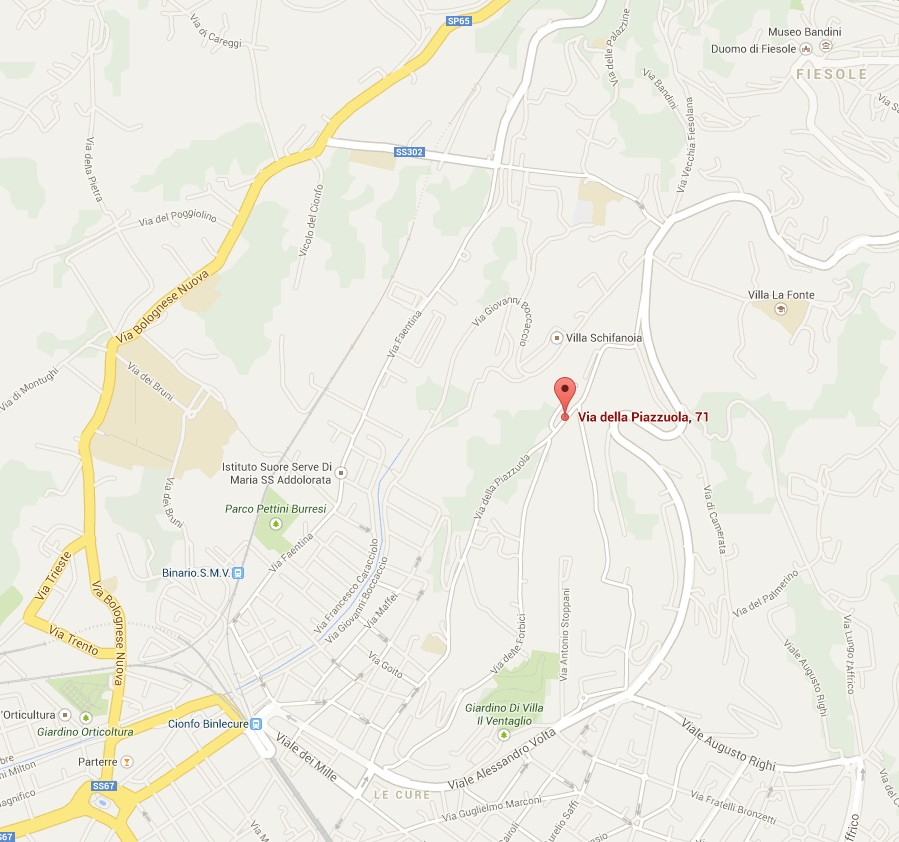 SP65
Via di Careggi
Via delle Palazzine
Museo Bandini
Duomo di Fiesole
FIESOLE
Via Bandini
Via Vecchia Fiesolana
SS302
Via della Pietra
Via del Poggiolino
Vicolo del Cionfo
Via Bolognese Nuova
Via Faentina
Via Giovanni Boccaccio
Villa La Fonte
Villa Schifanoia
Via di Montughi
Via dei Bruni
Via della Piazzuola, 71
Istituto Suore Serve Di
Maria SS Addolorata
Via della Piazzuola
Via dei Bruni
Parco Pettini Burresi
Via di Camerata
Via Faentina
Via Trieste
Binario.S.M.V.
Via Francesco Caracciolo
Via Giovanni Boccaccio
Via Maffei
Via del Palmerino
Via Bolognese Nuova
Via Trento
Via delle Forbici
Via Antonio Stoppani
Via Lungo l'Affrico
Viale Augusto Righi
Via Goito
l'Orticultura
Giardino Orticoltura
Cionfo Binlecure
Giardino Di Villa
Il Ventaglio
Viale Augusto Righi
Viale dei Mille
Viale Alessandro Volta
Parterre
SS67
LE CURE
Via Guglielmo Marconi
Via Fratelli Bronzetti